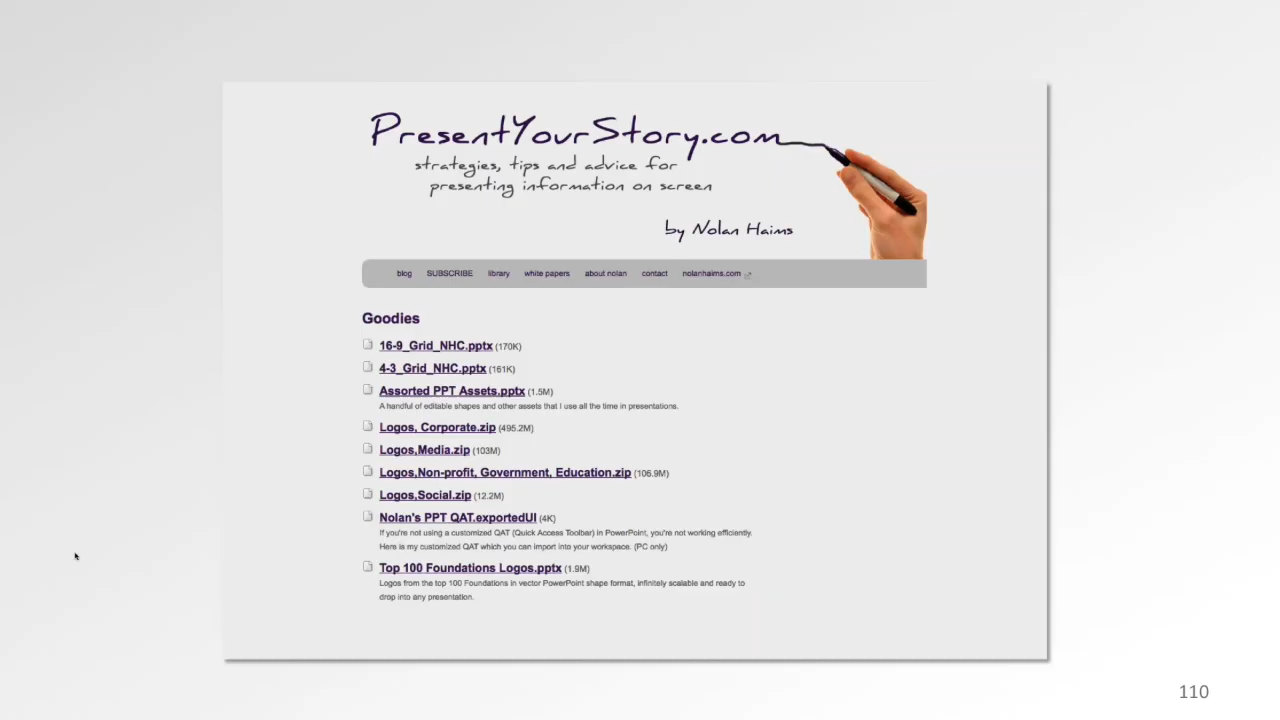 PresentYourStory.com
strategies, tips and advice for
presenting information on screen
by Nolan Haims
blog SUBSCRIBE library white papers about nolan contact nolanhaims.com
Goodies
16-9_Grid_NHC.pptx (170K)
4-3_Grid_NHC.pptx (161K)
Assorted PPT Assets.pptx (1.5M)
A handful of editable shapes and other assets that I use all the time in presentations.
Logos, Corporate.zip (495.2M)
Logos,Media.zip (103M)
Logos,Non-profit, Government, Education.zip (106.9M)
Logos,Social.zip (12.2M)
Nolan's PPT QAT.exportedUI (4K)
If you're not using a customized QAT (Quick Access Toolbar) in PowerPoint, you're not working efficiently.
Here is my customized QAT which you can import into your workspace. (PC only)
Top 100 Foundations Logos.pptx (1.9M)
Logos from the top 100 Foundations in vector PowerPoint shape format, infinitely scalable and ready to
drop into any presentation.
110